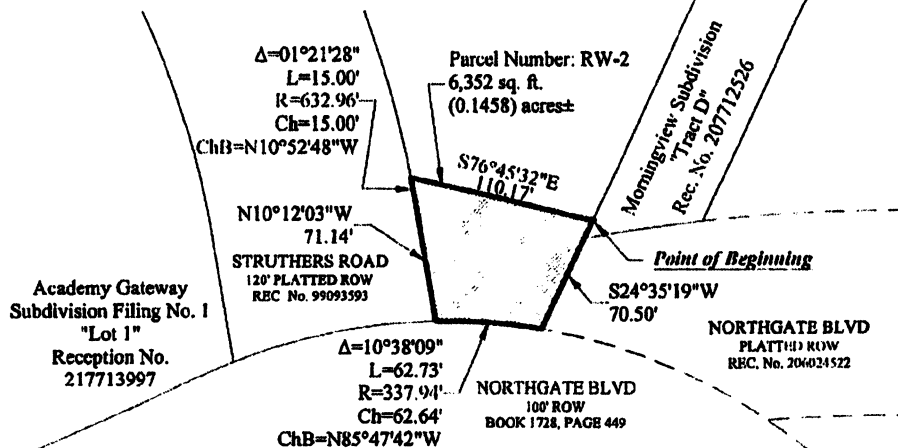 Δ=01°21'28"
L=15.00'
R=632.96'
Ch=15.00'
ChB=N10°52'48"W
Parcel Number: RW-2
6,352 sq. ft.
(0.1458) acres±
Morningview Subdivision
"Tract D"
Rec. No. 207712526
S76°45'32"E
110.17'
N10°12'03"W
71.14'
STRUTHERS ROAD
120' PLATTED ROW
REC No. 99093593
Point of Beginning
S24°35'19"W
70.50'
Academy Gateway
Subdivision Filing No. 1
"Lot 1"
Reception No.
217713997
NORTHGATE BLVD
PLATTED ROW
REC. No. 206024522
Δ=10°38'09"
L=62.73'
R=337.94'
Ch=62.64'
ChB=N85°47'42"W
NORTHGATE BLVD
100' ROW
BOOK 1728, PAGE 449